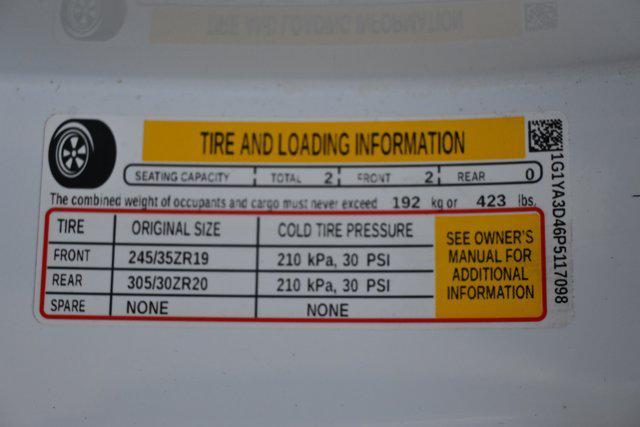 TIRE AND LOADING INFORMATION
SEATING CAPACITY TOTAL 2 FRONT 2 REAR 0
The combined weight of occupants and cargo must never exceed 192 kg or 423 lbs.
TIRE ORIGINAL SIZE COLD TIRE PRESSURE
FRONT 245/35ZR19 210 kPa, 30 PSI
REAR 305/30ZR20 210 kPa, 30 PSI
SPARE NONE NONE
SEE OWNER'S
MANUAL FOR
ADDITIONAL
INFORMATION
1G1YA3D46P5117098